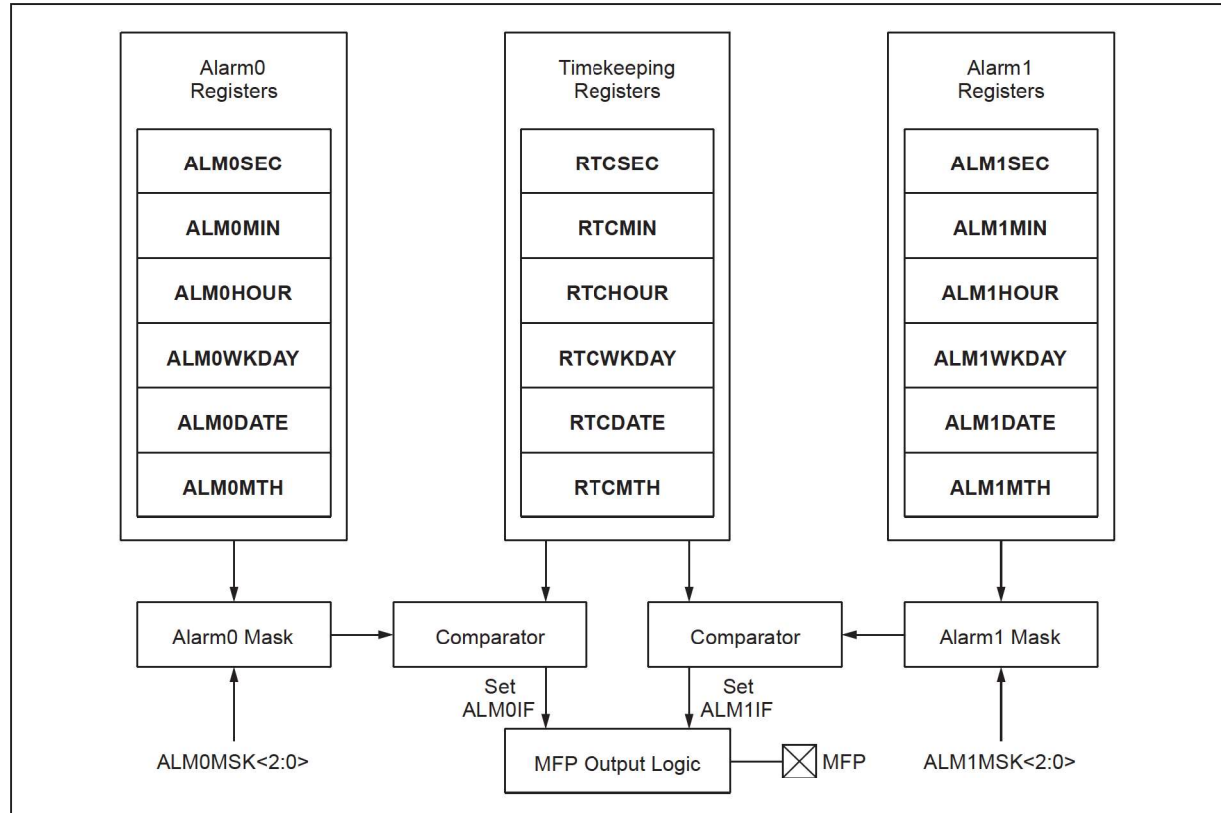 Alarm0
Registers
ALM0SEC
ALM0MIN
ALM0HOUR
ALM0WKDAY
ALM0DATE
ALM0MTH
Timekeeping
Registers
RTCSEC
RTCMIN
RTCHOUR
RTCWKDAY
RTCDATE
RTCMTH
Alarm1
Registers
ALM1SEC
ALM1MIN
ALM1HOUR
ALM1WKDAY
ALM1DATE
ALM1MTH
Alarm0 Mask
Comparator
Comparator
Alarm1 Mask
Set
ALM0IF
Set
ALM1IF
ALM0MSK<2:0>
MFP Output Logic
MFP
ALM1MSK<2:0>